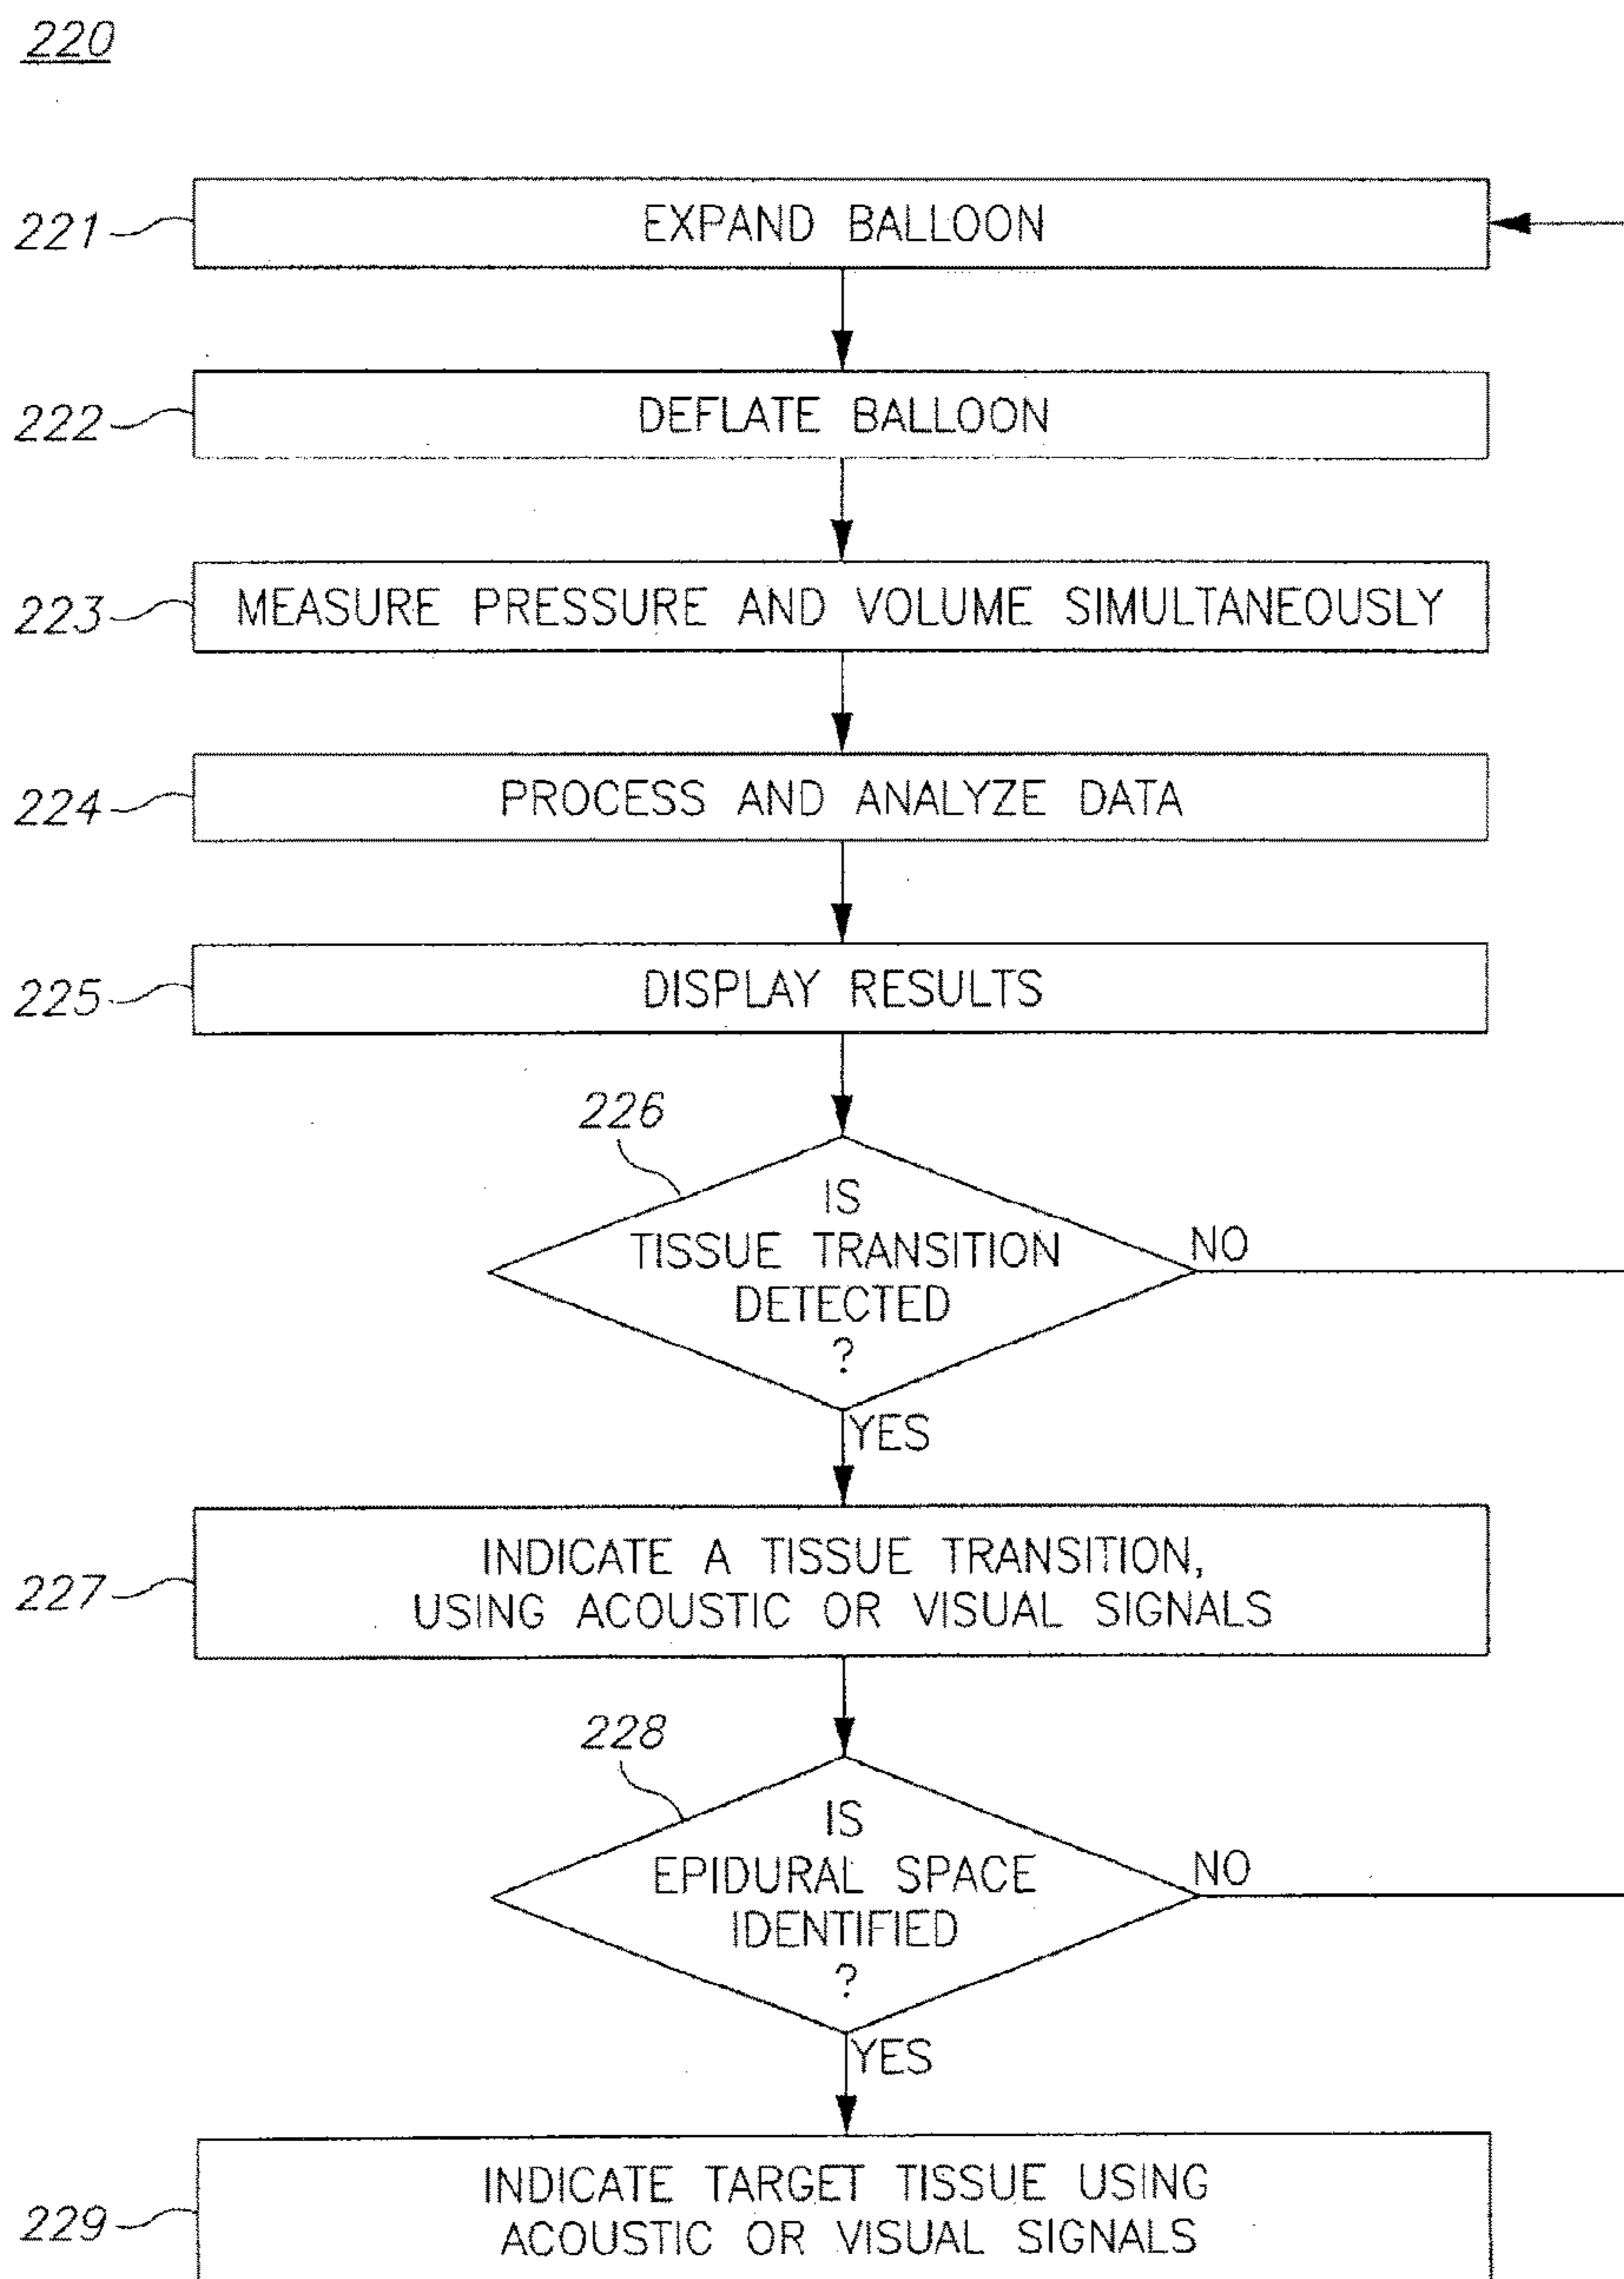 220
221
EXPAND BALLOON
222
DEFLATE BALLOON
223
MEASURE PRESSURE AND VOLUME SIMULTANEOUSLY
224
PROCESS AND ANALYZE DATA
225
DISPLAY RESULTS
226
IS
TISSUE TRANSITION
DETECTED
?
NO
YES
227
INDICATE A TISSUE TRANSITION,
USING ACOUSTIC OR VISUAL SIGNALS
228
IS
EPIDURAL SPACE
IDENTIFIED
?
NO
YES
229
INDICATE TARGET TISSUE USING
ACOUSTIC OR VISUAL SIGNALS